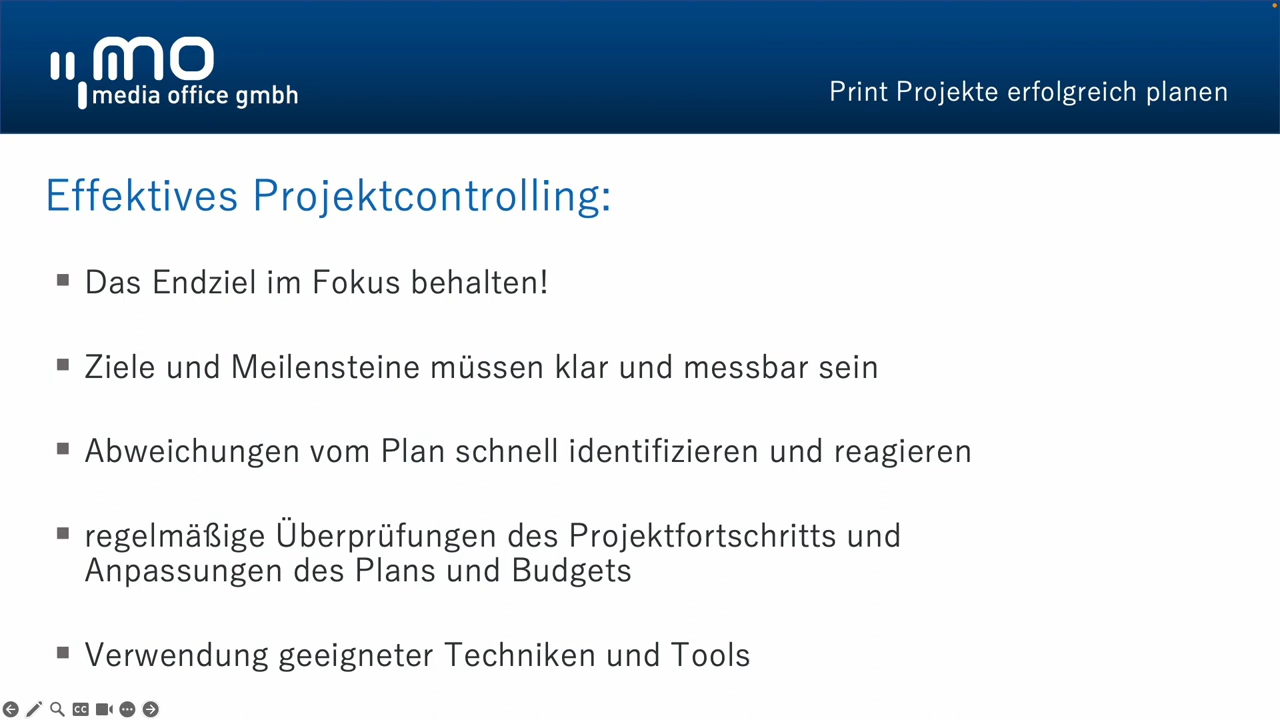 mo
media office gmbh
Print Projekte erfolgreich planen
Effektives Projektcontrolling:
▪ Das Endziel im Fokus behalten!
▪ Ziele und Meilensteine müssen klar und messbar sein
▪ Abweichungen vom Plan schnell identifizieren und reagieren
▪ regelmäßige Überprüfungen des Projektfortschritts und
Anpassungen des Plans und Budgets
▪ Verwendung geeigneter Techniken und Tools
CC